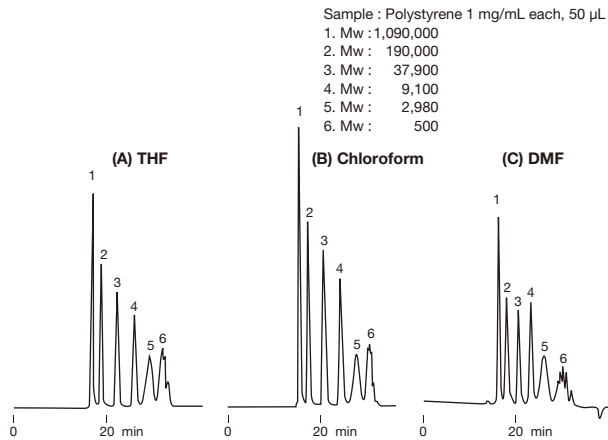 Sample : Polystyrene 1 mg/mL each, 50 µL
1. Mw : 1,090,000
2. Mw : 190,000
3. Mw : 37,900
4. Mw : 9,100
5. Mw : 2,980
6. Mw : 500
(A) THF
1
2
3
4
5
6
0
20 min
(B) Chloroform
1
2
3
4
5
6
0
20 min
(C) DMF
1
2
3
4
5
6
0
20 min